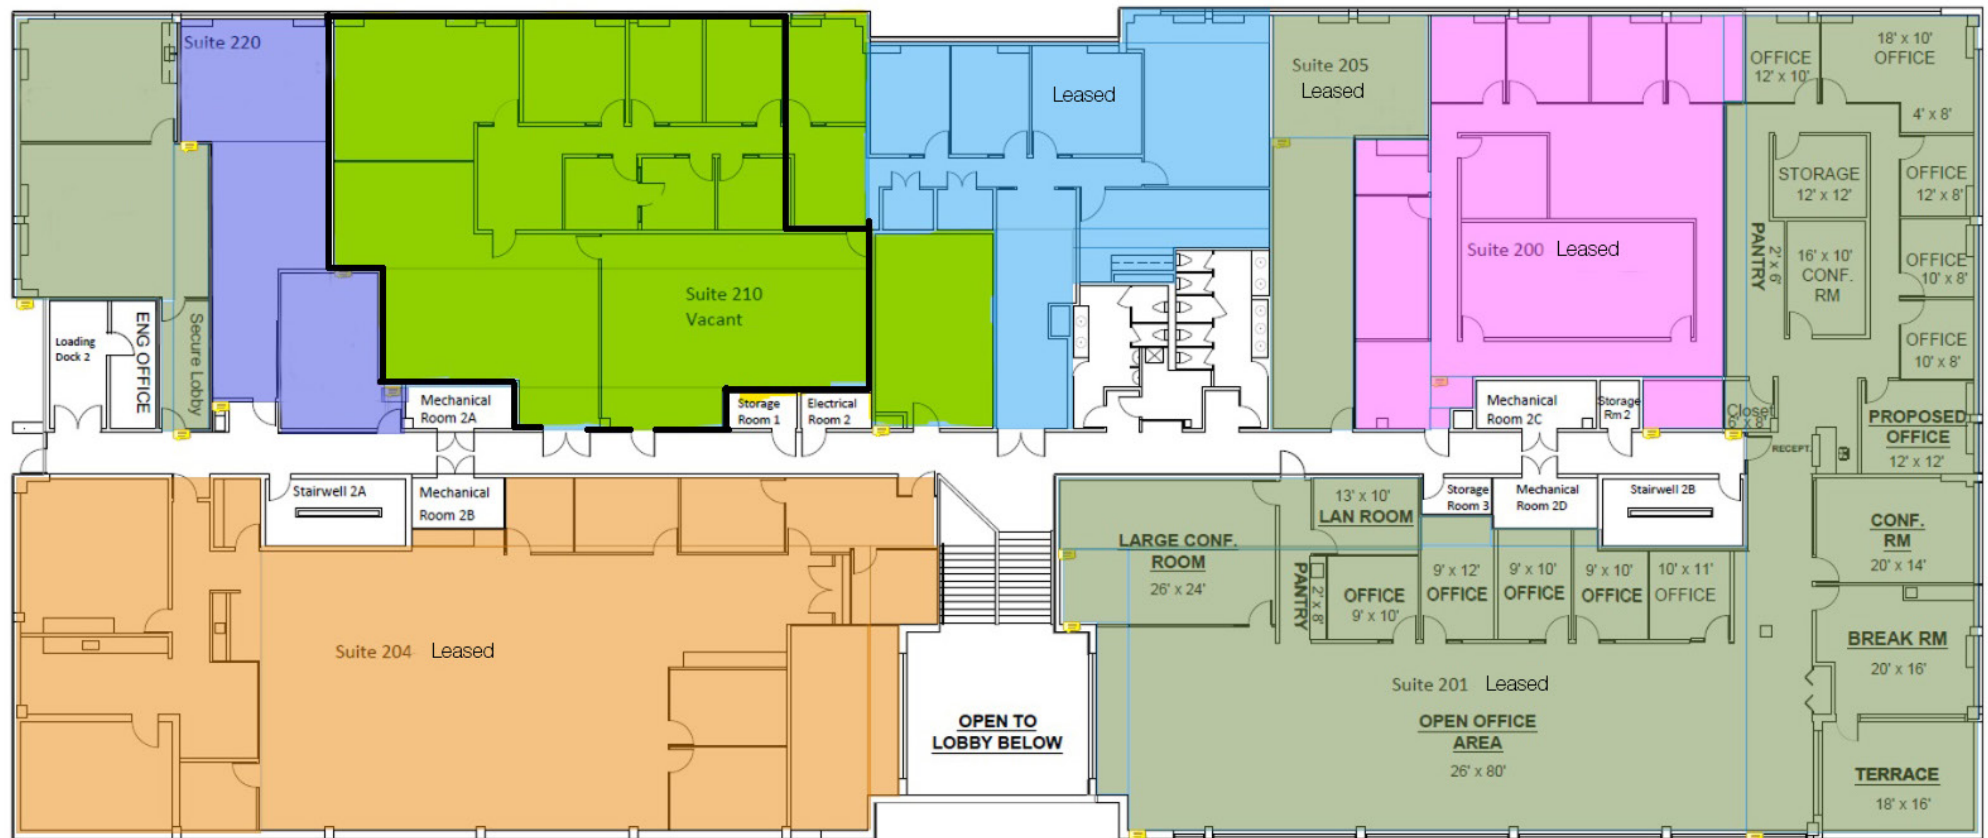 Suite 220
Leased
Suite 205
Leased
OFFICE
12' x 10'
18' x 10'
OFFICE
4' x 8'
STORAGE
12' x 12'
OFFICE
12' x 8'
PANTRY
2' x 6'
16' x 10'
CONF.
RM
OFFICE
10' x 8'
OFFICE
10' x 8'
Suite 200 Leased
Suite 210
Vacant
Loading
Dock 2
ENG OFFICE
Secure Lobby
Mechanical
Room 2A
Storage
Room 1
Electrical
Room 2
Mechanical
Room 2C
Storage
Rm 2
Closet
6' x 8'
PROPOSED
OFFICE
12' x 12'
RECEPT.
Stairwell 2A
Mechanical
Room 2B
13' x 10'
LAN ROOM
Storage
Room 3
Mechanical
Room 2D
Stairwell 2B
LARGE CONF.
ROOM
26' x 24'
PANTRY
2' x 8'
OFFICE
9' x 10'
9' x 12'
OFFICE
9' x 10'
OFFICE
9' x 10'
OFFICE
10' x 11'
OFFICE
CONF.
RM
20' x 14'
BREAK RM
20' x 16'
Suite 204 Leased
Suite 201 Leased
OPEN TO
LOBBY BELOW
OPEN OFFICE
AREA
26' x 80'
TERRACE
18' x 16'